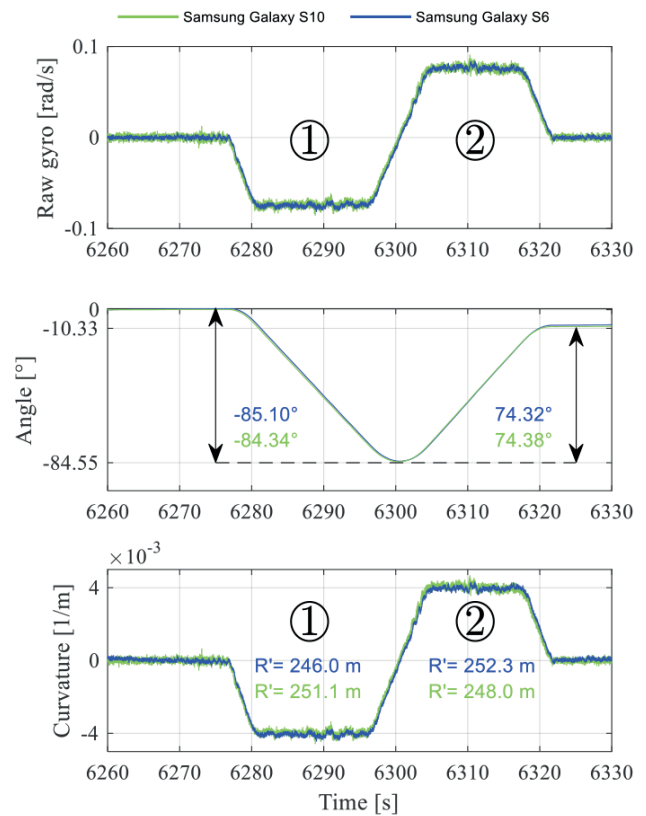 Samsung Galaxy S10 Samsung Galaxy S6
0.1
0
-0.1
Raw gyro [rad/s]
① ②
6260 6270 6280 6290 6300 6310 6320 6330
0
-10.33
-84.55
Angle [°]
-85.10° 74.32°
-84.34° 74.38°
6260 6270 6280 6290 6300 6310 6320 6330
×10⁻³
4
0
-4
Curvature [1/m]
① ②
R'= 246.0 m R'= 252.3 m
R'= 251.1 m R'= 248.0 m
6260 6270 6280 6290 6300 6310 6320 6330
Time [s]